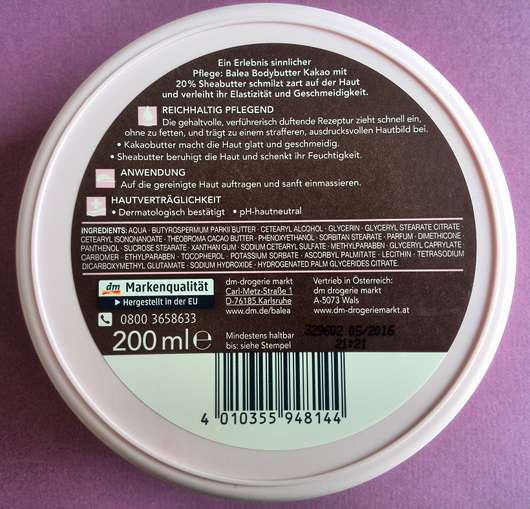 Ein Erlebnis sinnlicher
Pflege: Balea Bodybutter Kakao mit
20% Sheabutter schmilzt zart auf der Haut
und verleiht ihr Elastizität und Geschmeidigkeit.
REICHHALTIG PFLEGEND
Die gehaltvolle, verführerisch duftende Rezeptur zieht schnell ein,
ohne zu fetten, und trägt zu einem strafferen, ausdrucksvollen Hautbild bei.
• Kakaobutter macht die Haut glatt und geschmeidig.
• Sheabutter beruhigt die Haut und schenkt ihr Feuchtigkeit.
ANWENDUNG
Auf die gereinigte Haut auftragen und sanft einmassieren.
HAUTVERTRÄGLICHKEIT
• Dermatologisch bestätigt • pH-hautneutral
INGREDIENTS: AQUA · BUTYROSPERMUM PARKII BUTTER · CETEARYL ALCOHOL · GLYCERIN · GLYCERYL STEARATE CITRATE
CETEARYL ISONONANOATE · THEOBROMA CACAO BUTTER · PHENOXYETHANOL · SORBITAN STEARATE · PARFUM · DIMETHICONE
PANTHENOL · SUCROSE STEARATE · XANTHAN GUM · SODIUM CETEARYL SULFATE · METHYLPARABEN · GLYCERYL CAPRYLATE
CARBOMER · ETHYLPARABEN · TOCOPHEROL · POTASSIUM SORBATE · ASCORBYL PALMITATE · LECITHIN · TETRASODIUM
DICARBOXYMETHYL GLUTAMATE · SODIUM HYDROXIDE · HYDROGENATED PALM GLYCERIDES CITRATE.
dm Markenqualität
Hergestellt in der EU
0800 3658633
200 ml e
dm-drogerie markt
Carl-Metz-Straße 1
D-76185 Karlsruhe
www.dm.de/balea
Vertrieb in Österreich:
dm drogerie markt
A-5073 Wals
www.dm-drogeriemarkt.at
Mindestens haltbar
bis: siehe Stempel
329602 05/2016
21:21
4 010355 948144